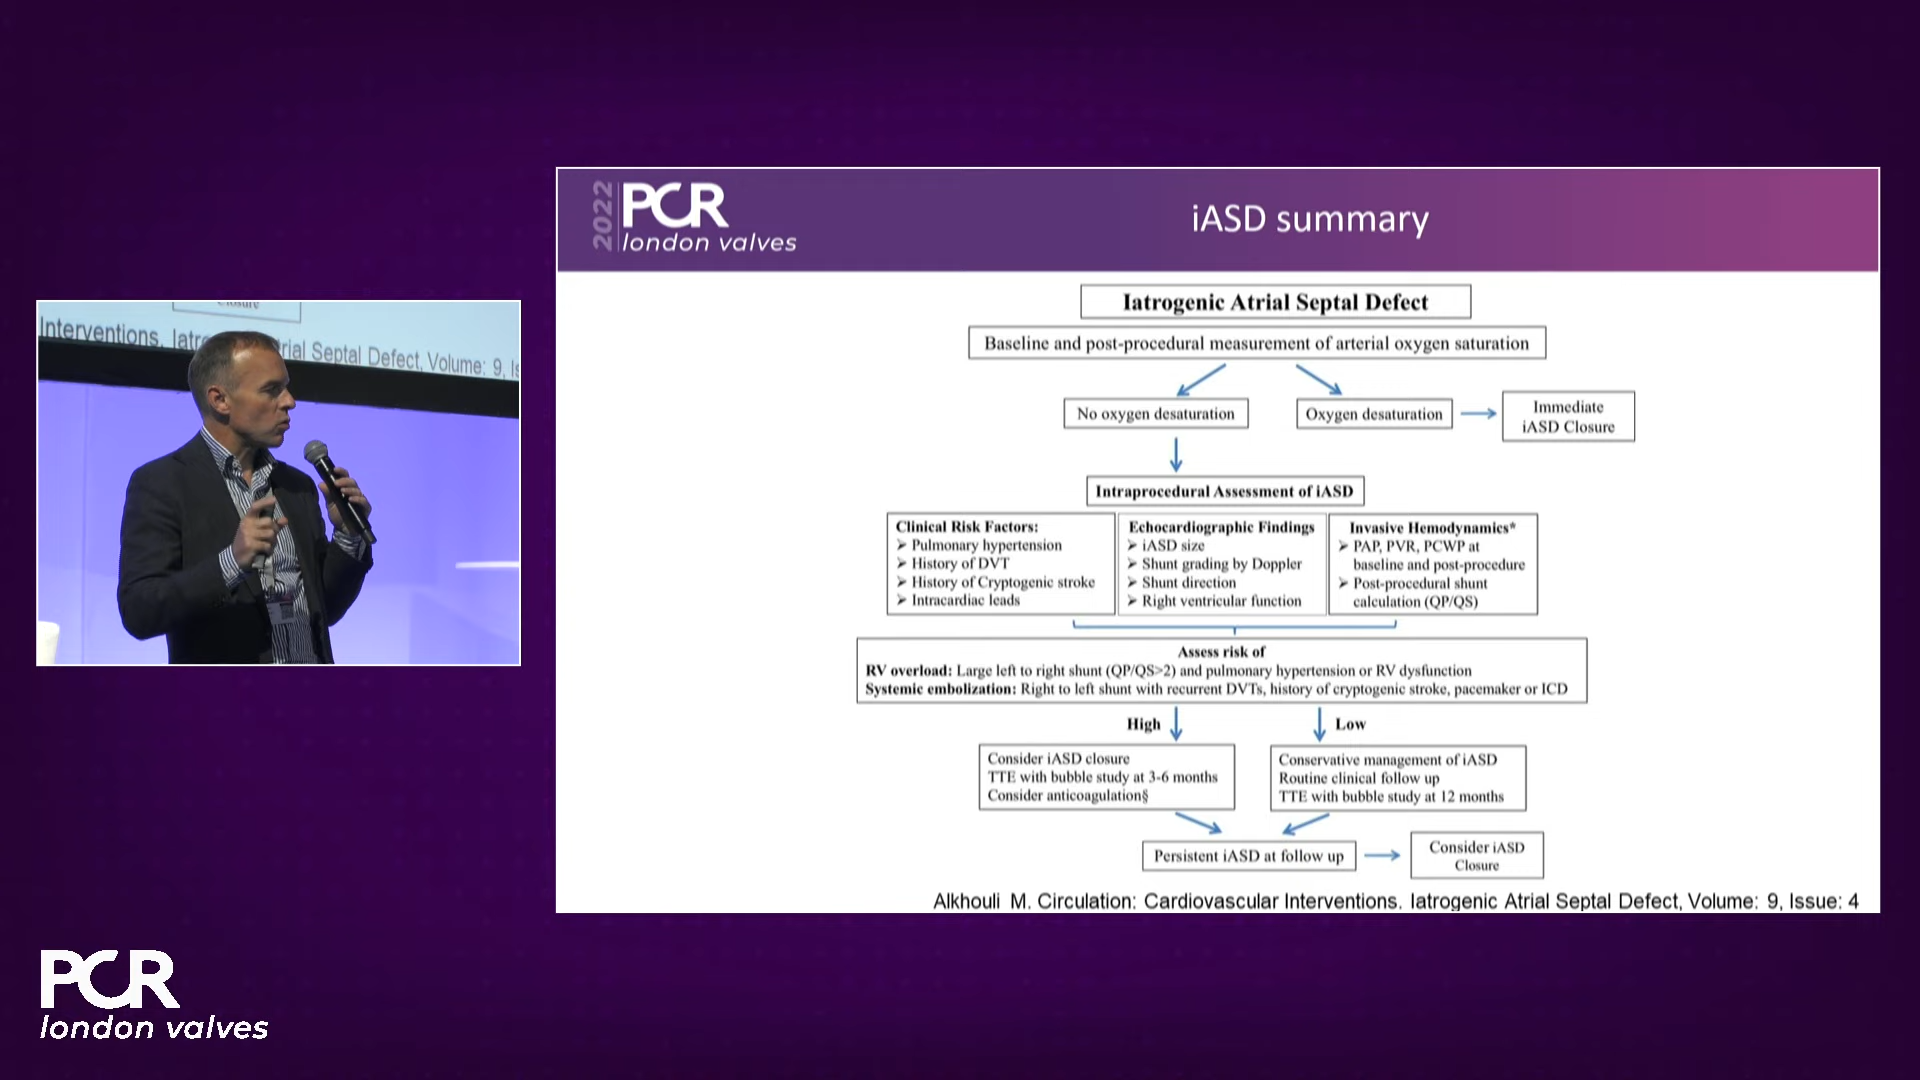 Closure
Interventions. Iatro
rial Septal Defect, Volume: 9, Is
2022
PCR
london valves
iASD summary
Iatrogenic Atrial Septal Defect
Baseline and post-procedural measurement of arterial oxygen saturation
No oxygen desaturation
Oxygen desaturation
Immediate
iASD Closure
Intraprocedural Assessment of iASD
Clinical Risk Factors:
➢ Pulmonary hypertension
➢ History of DVT
➢ History of Cryptogenic stroke
➢ Intracardiac leads
Echocardiographic Findings
➢ iASD size
➢ Shunt grading by Doppler
➢ Shunt direction
➢ Right ventricular function
Invasive Hemodynamics*
➢ PAP, PVR, PCWP at
baseline and post-procedure
➢ Post-procedural shunt
calculation (QP/QS)
Assess risk of
RV overload: Large left to right shunt (QP/QS>2) and pulmonary hypertension or RV dysfunction
Systemic embolization: Right to left shunt with recurrent DVTs, history of cryptogenic stroke, pacemaker or ICD
High
Low
Consider iASD closure
TTE with bubble study at 3-6 months
Consider anticoagulation§
Conservative management of iASD
Routine clinical follow up
TTE with bubble study at 12 months
Persistent iASD at follow up
Consider iASD
Closure
Alkhouli M. Circulation: Cardiovascular Interventions. Iatrogenic Atrial Septal Defect, Volume: 9, Issue: 4
PCR
london valves